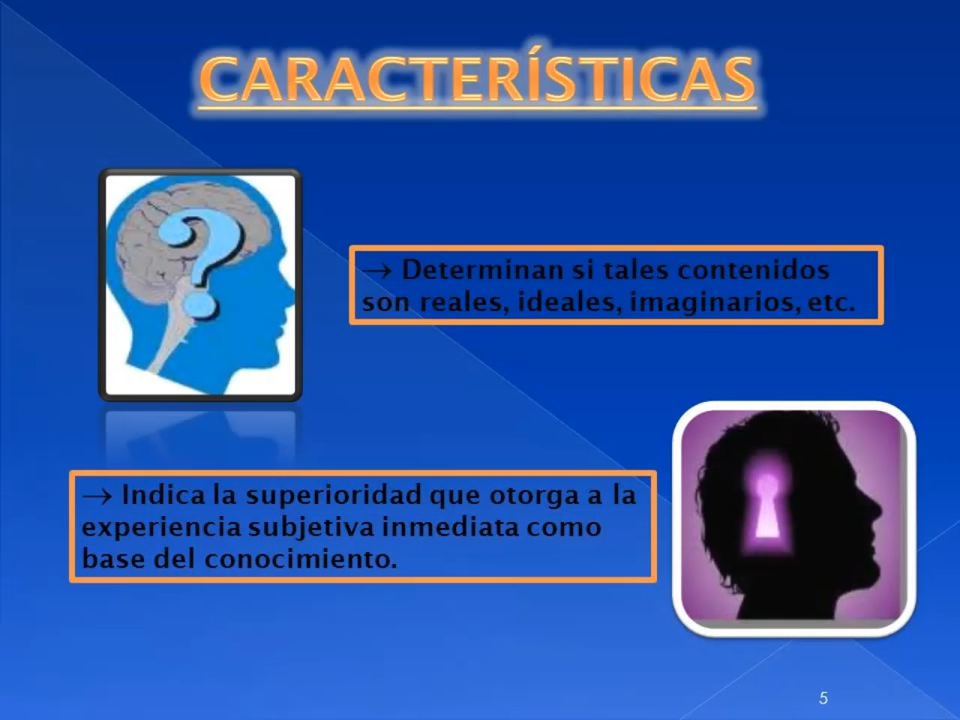 CARACTERÍSTICAS
→ Determinan si tales contenidos
son reales, ideales, imaginarios, etc.
→ Indica la superioridad que otorga a la
experiencia subjetiva inmediata como
base del conocimiento.
5